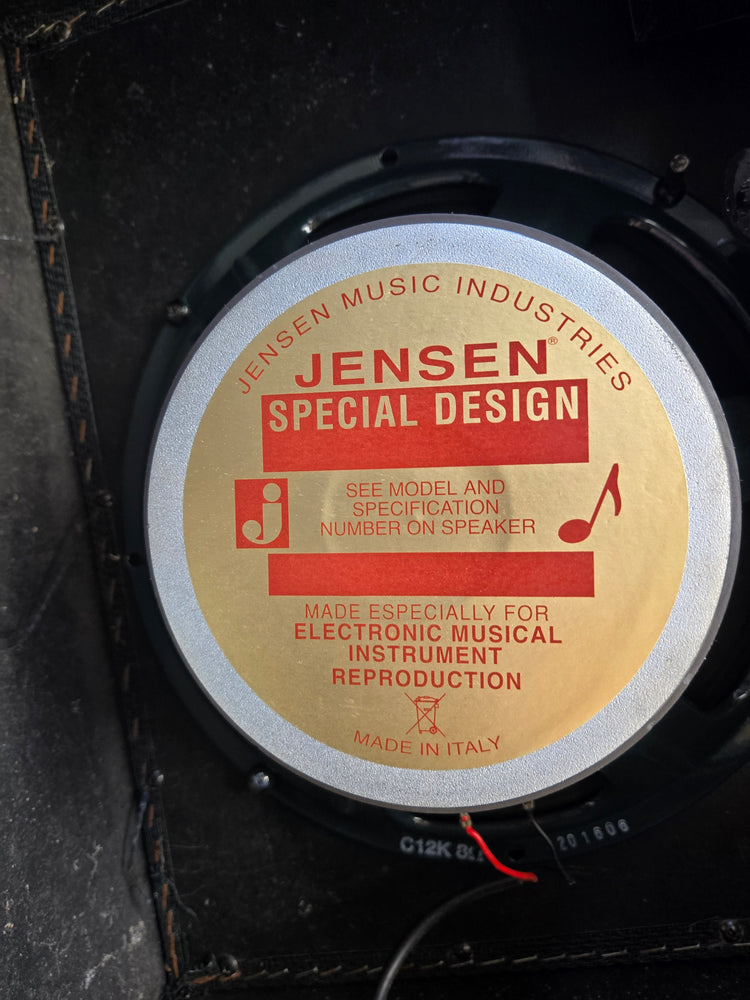 JENSEN MUSIC INDUSTRIES
JENSEN®
SPECIAL DESIGN
j
SEE MODEL AND
SPECIFICATION
NUMBER ON SPEAKER
MADE ESPECIALLY FOR
ELECTRONIC MUSICAL
INSTRUMENT
REPRODUCTION
MADE IN ITALY
C12K 8Ω
201606